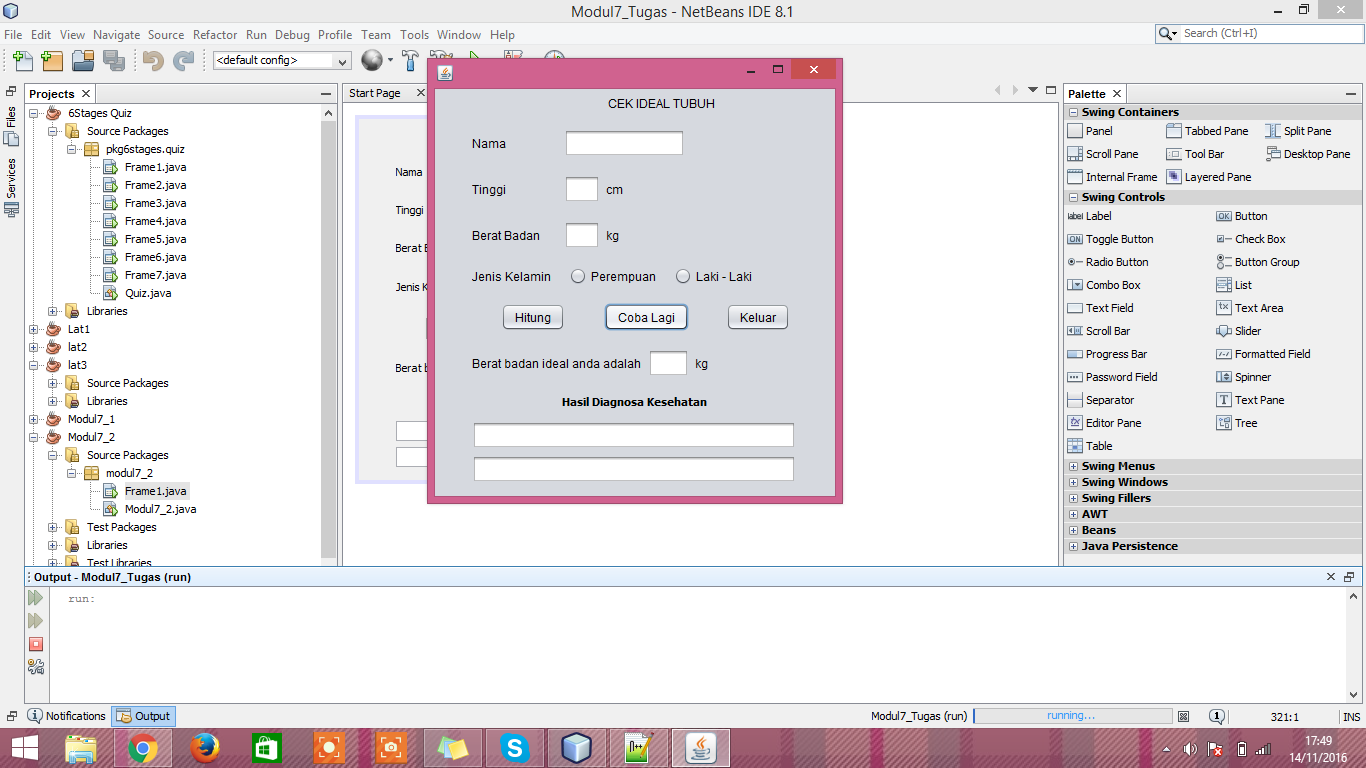 Modul7_Tugas - NetBeans IDE 8.1
File Edit View Navigate Source Refactor Run Debug Profile Team Tools Window Help
Search (Ctrl+I)
<default config>
Files
Services
Projects
6Stages Quiz
Source Packages
pkg6stages.quiz
Frame1.java
Frame2.java
Frame3.java
Frame4.java
Frame5.java
Frame6.java
Frame7.java
Quiz.java
Libraries
Lat1
lat2
lat3
Source Packages
Libraries
Modul7_1
Modul7_2
Source Packages
modul7_2
Frame1.java
Modul7_2.java
Test Packages
Libraries
Test Libraries
Start Page
Nama
Tinggi
Berat
Jenis
Berat
CEK IDEAL TUBUH
Nama
Tinggi cm
Berat Badan kg
Jenis Kelamin Perempuan Laki - Laki
Hitung Coba Lagi Keluar
Berat badan ideal anda adalah kg
Hasil Diagnosa Kesehatan
Palette
Swing Containers
Panel Tabbed Pane Split Pane
Scroll Pane Tool Bar Desktop Pane
Internal Frame Layered Pane
Swing Controls
label Label OK Button
ON Toggle Button Check Box
Radio Button Button Group
Combo Box List
Text Field Text Area
Scroll Bar Slider
Progress Bar Formatted Field
Password Field Spinner
Separator T Text Pane
Editor Pane Tree
Table
Swing Menus
Swing Windows
Swing Fillers
AWT
Beans
Java Persistence
Output - Modul7_Tugas (run)
run:
Notifications Output
Modul7_Tugas (run) running... 1 321:1 INS
17:49
14/11/2016